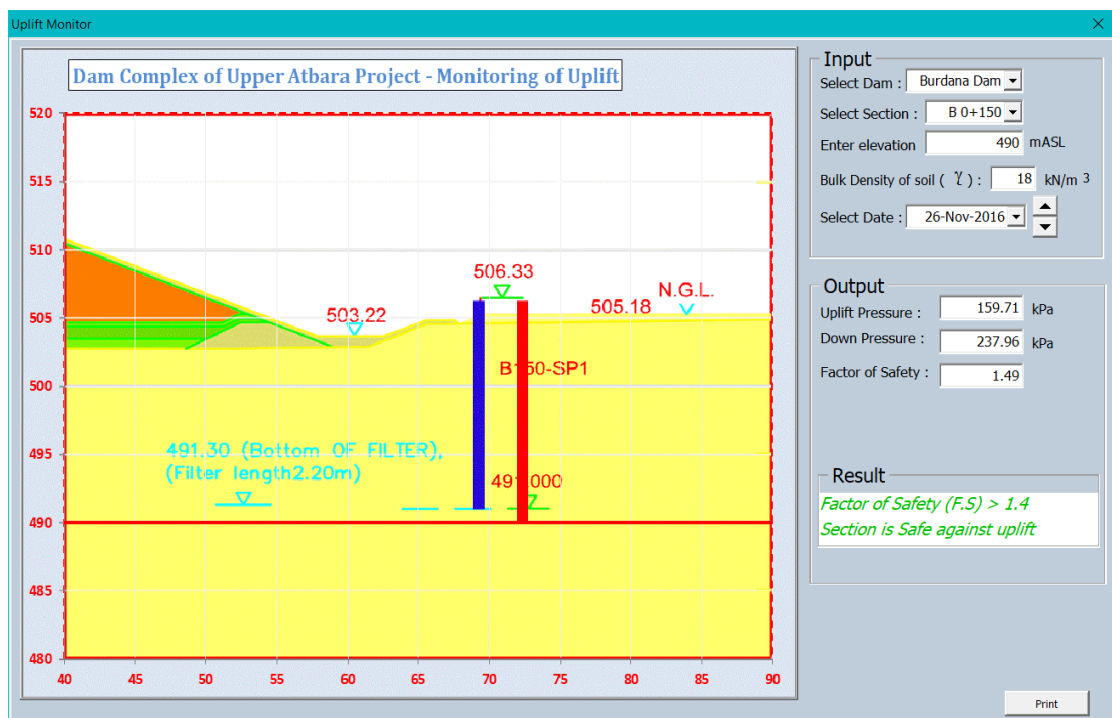 Uplift Monitor
Dam Complex of Upper Atbara Project - Monitoring of Uplift
520
515
510
505
500
495
490
485
480
40 45 50 55 60 65 70 75 80 85 90
506.33
N.G.L.
505.18
503.22
B150-SP1
491.30 (Bottom OF FILTER),
(Filter length2.20m)
491.000
Input
Select Dam : Burdana Dam
Select Section : B 0+150
Enter elevation 490 mASL
Bulk Density of soil ( ɣ ) : 18 kN/m 3
Select Date : 26-Nov-2016
Output
Uplift Pressure : 159.71 kPa
Down Pressure : 237.96 kPa
Factor of Safety : 1.49
Result
Factor of Safety (F.S) > 1.4
Section is Safe against uplift
Print